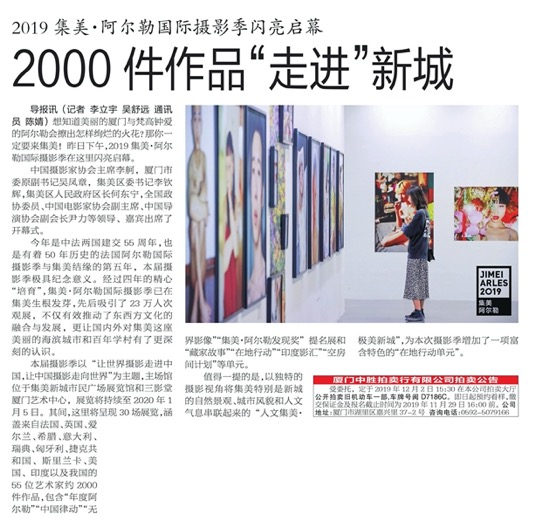 2019 集美·阿尔勒国际摄影季闪亮启幕
2000 件作品“走进”新城
导报讯（记者 李立宇 吴舒远 通讯
员 陈婧）想知道美丽的厦门与梵高钟爱
的阿尔勒会擦出怎样绚烂的火花？那你一
定要来集美！昨日下午，2019 集美·阿尔
勒国际摄影季在这里闪亮启幕。
中国摄影家协会主席李舸，厦门市
委原副书记吴凤章，集美区委书记李钦
辉，集美区人民政府区长何东宁，全国政
协委员、中国电影家协会副主席、中国导
演协会副会长尹力等领导、嘉宾出席了
开幕式。
今年是中法两国建交 55 周年，也
是有着 50 年历史的法国阿尔勒国际
摄影季与集美结缘的第五年，本届摄
影季极具纪念意义。经过四年的精心
“培育”，集美·阿尔勒国际摄影季已在
集美生根发芽，先后吸引了 23 万人次
观展，不仅有效推动了东西方文化的
融合与发展，更让国内外对集美这座
美丽的海滨城市和百年学村有了更深
刻的认识。
本届摄影季以“让世界摄影走进中
国，让中国摄影走向世界”为主题，主场馆
位于集美新城市民广场展览馆和三影堂
厦门艺术中心，展览将持续至 2020 年 1
月 5 日。其间，这里将呈现 30 场展览，涵
盖来自法国、英国、爱
尔兰、希腊、意大利、
瑞典、匈牙利、捷克共
和国、斯里兰卡、美
国、印度以及我国的
55 位艺术家约 2000
件作品，包含“年度阿
尔勒”“中国律动”“无
界影像”“集美·阿尔勒发现奖”提名展和
“藏家故事”“在地行动”“印度影汇”“空房
间计划”等单元。
值得一提的是，以独特的
摄影视角将集美特别是新城
的自然景观、城市风貌和人文
气息串联起来的“人文集美·
极美新城”，为本次摄影季增加了一项富
含特色的“在地行动单元”。
JIMEI
ARLES
2019
集美
阿尔勒
厦门中胜拍卖行有限公司拍卖公告
受委托，定于 2019 年 12 月 2 日 15:30 在本公司拍卖大厅
公开拍卖旧机动车一部，车牌号闽 D7186C。即日起预约看样，缴
交保证金及报名截止时间为 2019 年 11 月 29 日 16:00 前。公司
地址：厦门市湖里区嘉兴里 37-2 号 咨询电话：0592-5079166